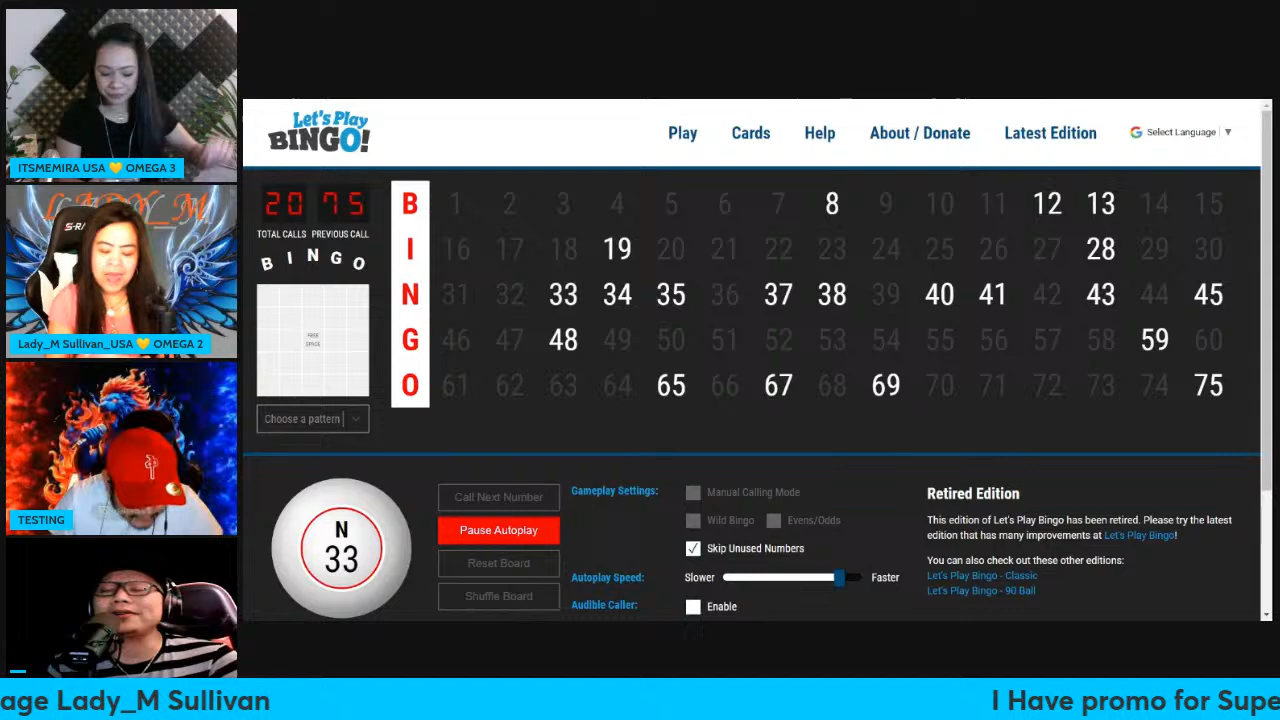 ITSMEMIRA USA 💛 OMEGA 3
LADY_M
Lady_M Sullivan_USA 💛 OMEGA 2
TESTING
Let's Play
BINGO!
Play Cards Help About / Donate Latest Edition Select Language
20 75
TOTAL CALLS PREVIOUS CALL
B I N G O
FREE
SPACE
Choose a pattern
B 1 2 3 4 5 6 7 8 9 10 11 12 13 14 15
I 16 17 18 19 20 21 22 23 24 25 26 27 28 29 30
N 31 32 33 34 35 36 37 38 39 40 41 42 43 44 45
G 46 47 48 49 50 51 52 53 54 55 56 57 58 59 60
O 61 62 63 64 65 66 67 68 69 70 71 72 73 74 75
N
33
Call Next Number
Pause Autoplay
Reset Board
Shuffle Board
Gameplay Settings:
Manual Calling Mode
Wild Bingo Evens/Odds
Skip Unused Numbers
Autoplay Speed: Slower Faster
Audible Caller: Enable
Retired Edition
This edition of Let's Play Bingo has been retired. Please try the latest
edition that has many improvements at Let's Play Bingo!
You can also check out these other editions:
Let's Play Bingo - Classic
Let's Play Bingo - 90 Ball
age Lady_M Sullivan I Have promo for Supe